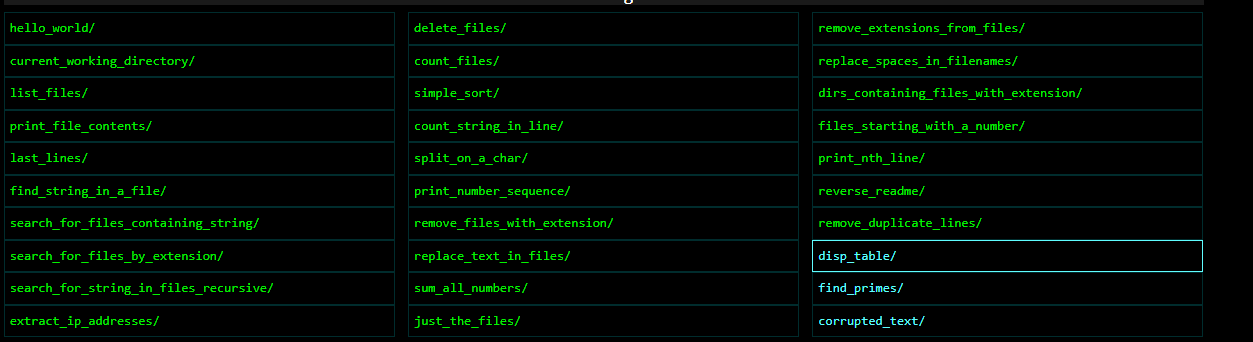 hello_world/
current_working_directory/
list_files/
print_file_contents/
last_lines/
find_string_in_a_file/
search_for_files_containing_string/
search_for_files_by_extension/
search_for_string_in_files_recursive/
extract_ip_addresses/
delete_files/
count_files/
simple_sort/
count_string_in_line/
split_on_a_char/
print_number_sequence/
remove_files_with_extension/
replace_text_in_files/
sum_all_numbers/
just_the_files/
remove_extensions_from_files/
replace_spaces_in_filenames/
dirs_containing_files_with_extension/
files_starting_with_a_number/
print_nth_line/
reverse_readme/
remove_duplicate_lines/
disp_table/
find_primes/
corrupted_text/